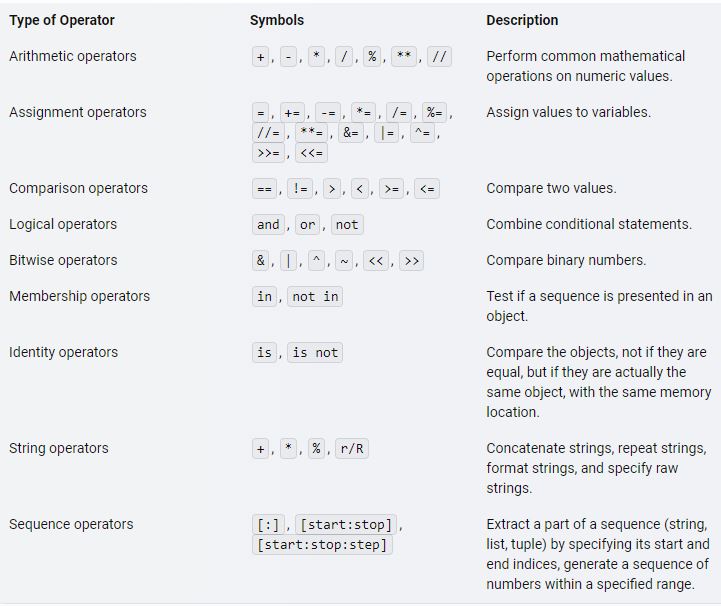 Type of Operator Symbols Description
Arithmetic operators + , - , * , / , % , ** , // Perform common mathematical
operations on numeric values.
Assignment operators = , += , -= , *= , /= , %= , Assign values to variables.
//= , **= , &= , |= , ^= ,
>>= , <<=
Comparison operators == , != , > , < , >= , <= Compare two values.
Logical operators and , or , not Combine conditional statements.
Bitwise operators & , | , ^ , ~ , << , >> Compare binary numbers.
Membership operators in , not in Test if a sequence is presented in an
object.
Identity operators is , is not Compare the objects, not if they are
equal, but if they are actually the
same object, with the same memory
location.
String operators + , * , % , r/R Concatenate strings, repeat strings,
format strings, and specify raw
strings.
Sequence operators [:] , [start:stop] , Extract a part of a sequence (string,
[start:stop:step] list, tuple) by specifying its start and
end indices, generate a sequence of
numbers within a specified range.